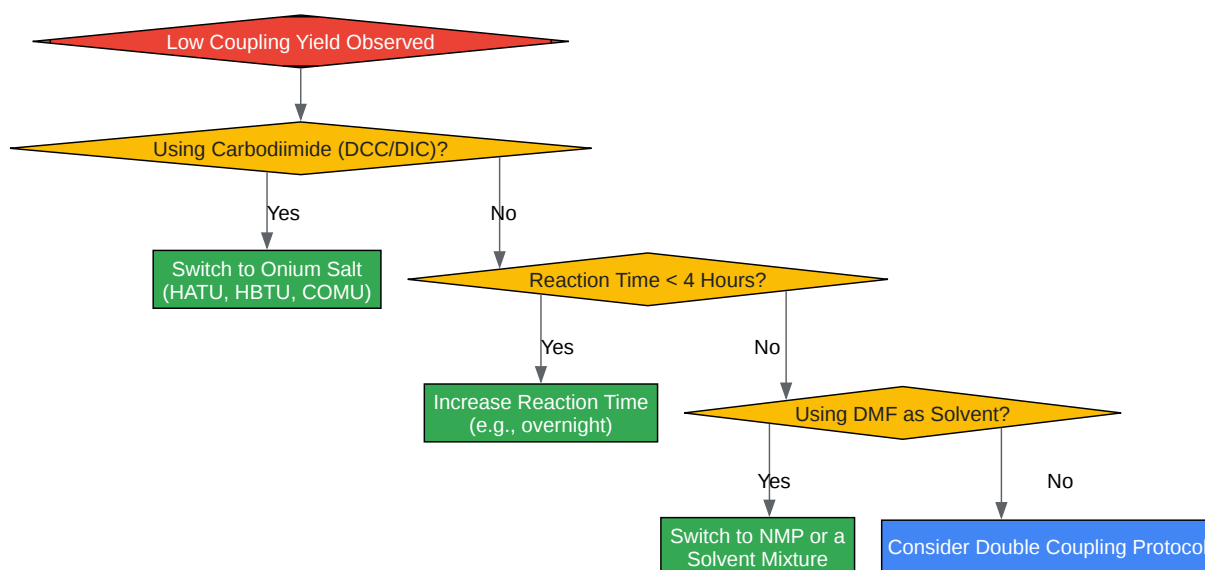 Low Coupling Yield Observed
Using Carbodiimide (DCC/DIC)?
Yes
No
Switch to Onium Salt
(HATU, HBTU, COMU)
Reaction Time < 4 Hours?
Yes
No
Increase Reaction Time
(e.g., overnight)
Using DMF as Solvent?
Yes
No
Switch to NMP or a
Solvent Mixture
Consider Double Coupling Protocol